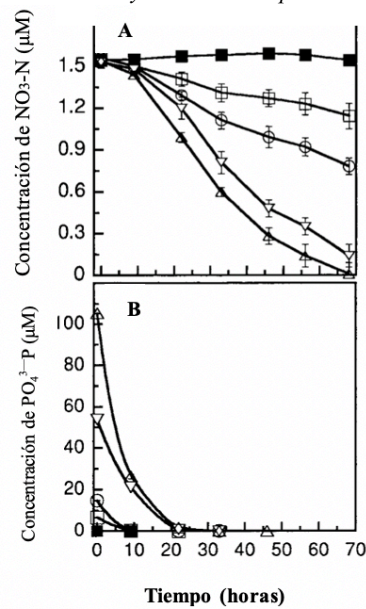 A
Concentración de NO3-N (μM)
1.5
1.2
0.9
0.6
0.3
0
B
Concentración de PO₄³⁻–P (μM)
100
80
60
40
20
0
0 10 20 30 40 50 60 70
Tiempo (horas)